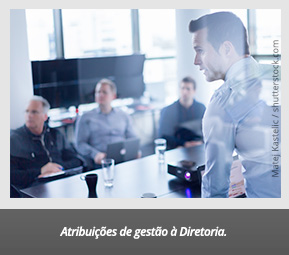 Matej Kastelic / shutterstock.com
Atribuições de gestão à Diretoria.